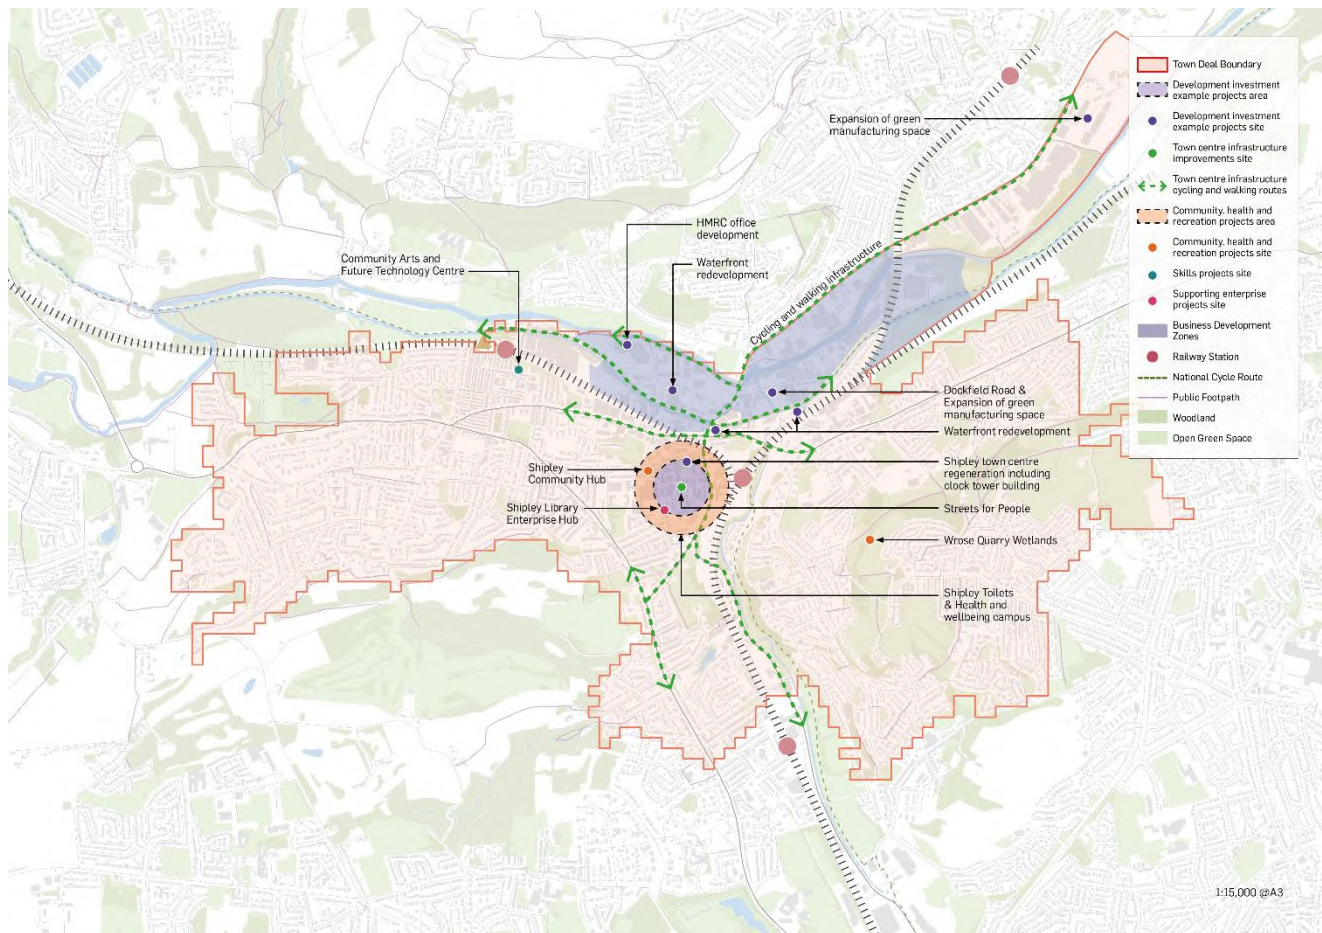 Town Deal Boundary
Development investment
example projects area
Development investment
example projects site
Town centre infrastructure
improvements site
Town centre infrastructure
cycling and walking routes
Community, health and
recreation projects area
Community, health and
recreation projects site
Skills projects site
Supporting enterprise
projects site
Business Development
Zones
Railway Station
National Cycle Route
Public Footpath
Woodland
Open Green Space
Expansion of green
manufacturing space
HMRC office
development
Waterfront
redevelopment
Community Arts and
Future Technology Centre
Cycling and walking infrastructure
Dockfield Road &
Expansion of green
manufacturing space
Waterfront redevelopment
Shipley town centre
regeneration including
clock tower building
Shipley
Community Hub
Shipley Library
Enterprise Hub
Streets for People
Wrose Quarry Wetlands
Shipley Toilets
& Health and
wellbeing campus
1:15,000 @A3